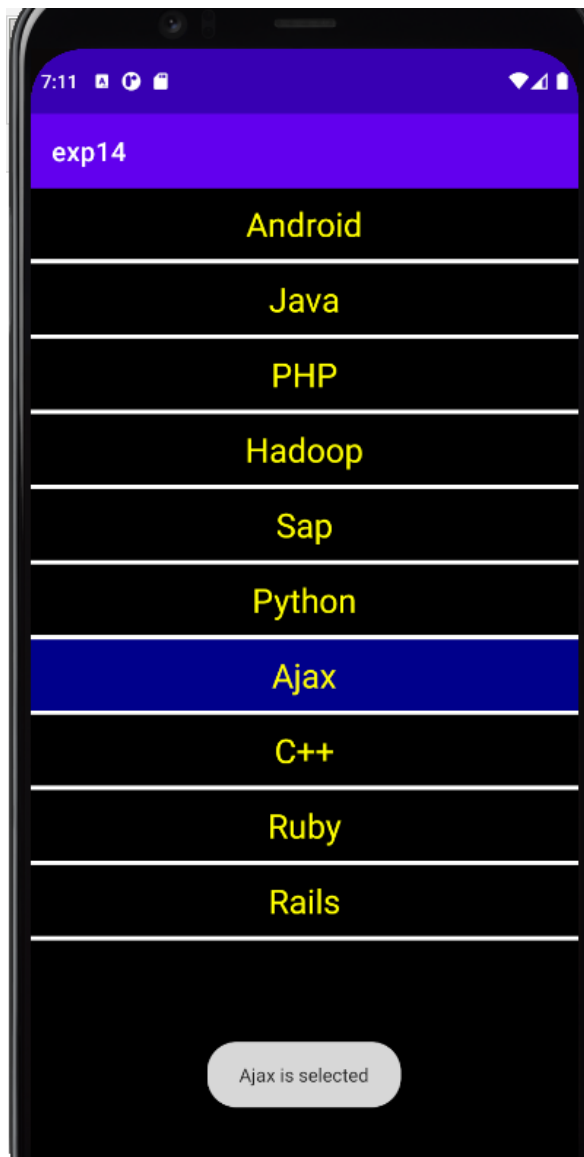 7:11
exp14
Android
Java
PHP
Hadoop
Sap
Python
Ajax
C++
Ruby
Rails
Ajax is selected